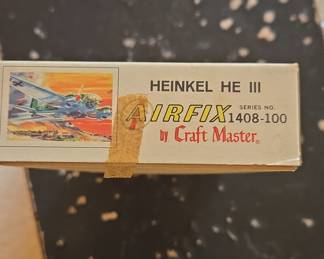 HEINKEL HE III
SERIES NO.
AIRFIX 1408-100
by Craft Master®